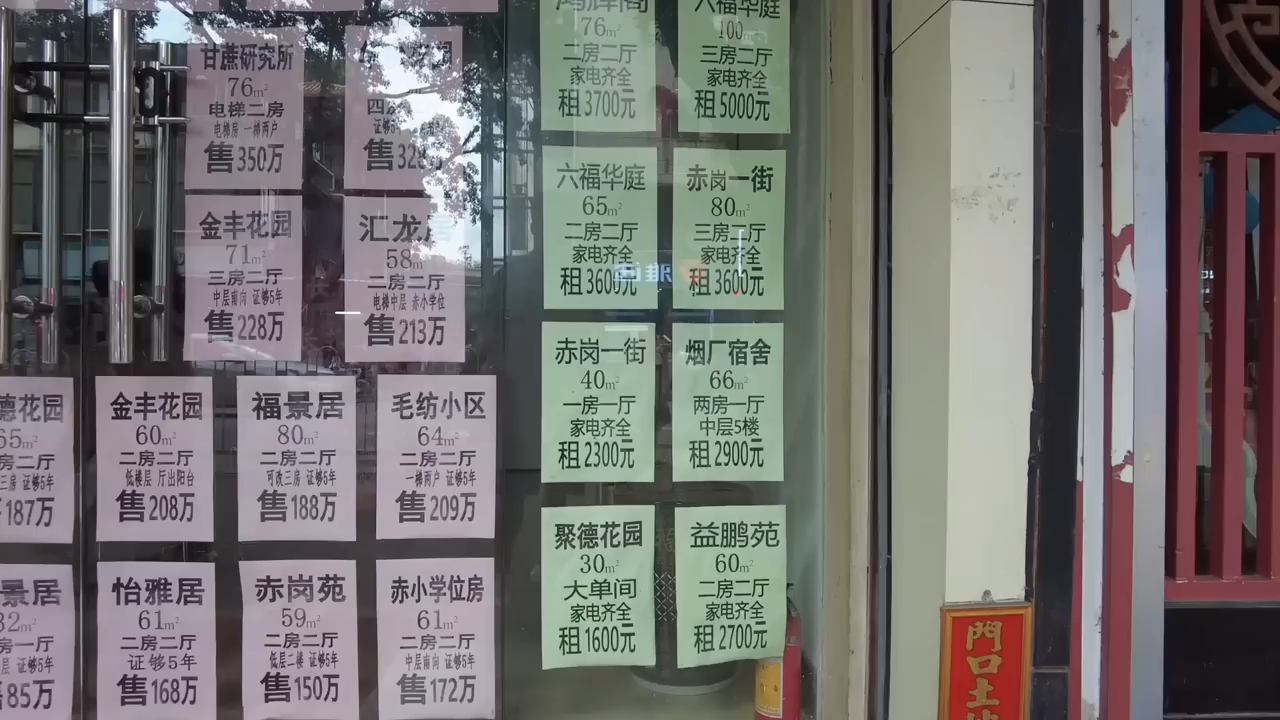 甘蔗研究所
76m²
电梯二房
电梯房 一梯两户
售350万
四房
售
金丰花园
71m²
三房二厅
中层南向 证够5年
售228万
汇龙
58m²
二房二厅
电梯中层 赤小学位
售213万
德花园
65m²
房二厅
三房 证够5年
187万
金丰花园
60m²
二房二厅
低楼层 厅出阳台
售208万
福景居
80m²
二房二厅
可改三房 证够5年
售188万
毛纺小区
64m²
二房二厅
一梯两户 证够5年
售209万
景居
32m²
房一厅
层 证够5年
85万
怡雅居
61m²
二房二厅
证够5年
售168万
赤岗苑
59m²
二房二厅
低层二楼 证够5年
售150万
赤小学位房
61m²
二房二厅
中层南向 证够5年
售172万
鸿辉阁
76m²
二房二厅
家电齐全
租3700元
六福华庭
100m²
三房二厅
家电齐全
租5000元
六福华庭
65m²
二房二厅
家电齐全
租3600元
赤岗一街
80m²
三房二厅
家电齐全
租3600元
赤岗一街
40m²
一房一厅
家电齐全
租2300元
烟厂宿舍
66m²
两房一厅
中层5楼
租2900元
聚德花园
30m²
大单间
家电齐全
租1600元
益鹏苑
60m²
二房二厅
家电齐全
租2700元
門口土